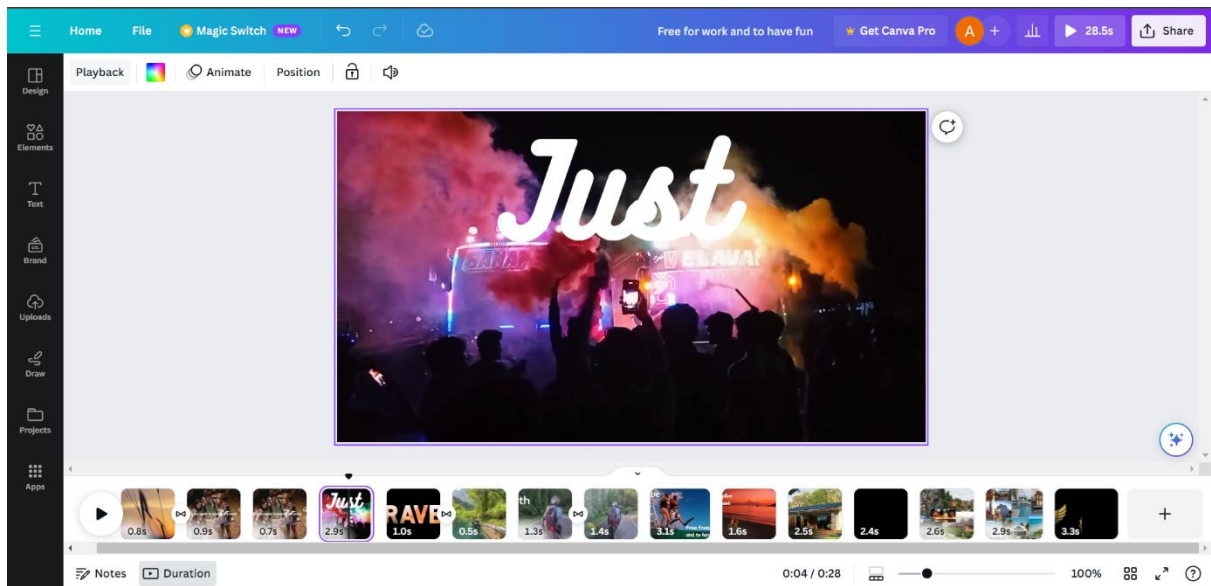 Home File Magic Switch NEW Free for work and to have fun Get Canva Pro A + 28.5s Share
Playback Animate Position
Design
Elements
Text
Brand
Uploads
Draw
Projects
Apps
Just
VELAVAN
0.8s 0.9s 0.7s Just 2.9s RAVE 1.0s 0.5s th 1.3s 1.4s 3.1s 1.6s 2.5s 2.4s 2.6s 2.9s 3.3s +
Notes Duration 0:04 / 0:28 100%